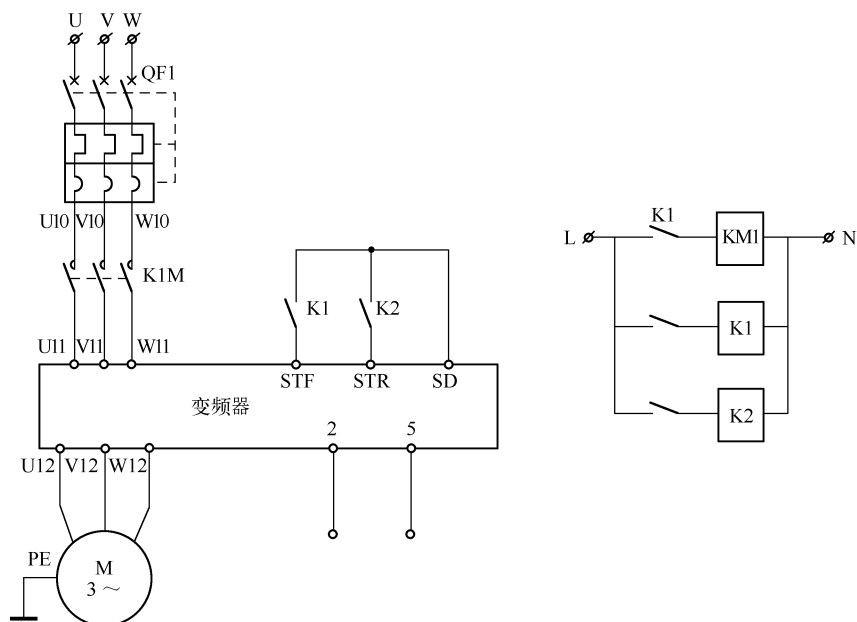 U V W
QF1
U10 V10 W10
K1M
K1 K2
U11 V11 W11
STF STR SD
变频器
2 5
U12 V12 W12
PE
M
3～
K1
L KM1 N
K1
K2